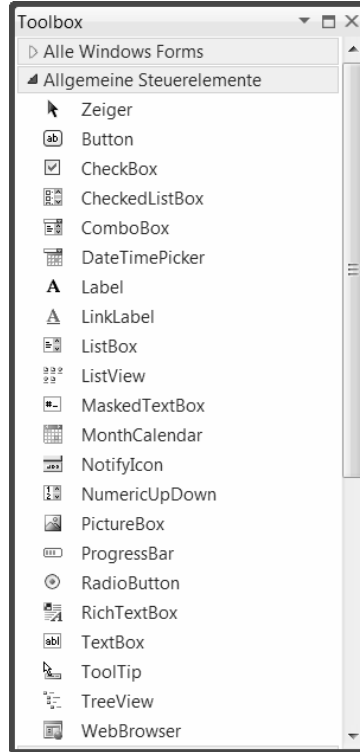 Toolbox
Alle Windows Forms
Allgemeine Steuerelemente
Zeiger
Button
CheckBox
CheckedListBox
ComboBox
DateTimePicker
Label
LinkLabel
ListBox
ListView
MaskedTextBox
MonthCalendar
NotifyIcon
NumericUpDown
PictureBox
ProgressBar
RadioButton
RichTextBox
TextBox
ToolTip
TreeView
WebBrowser